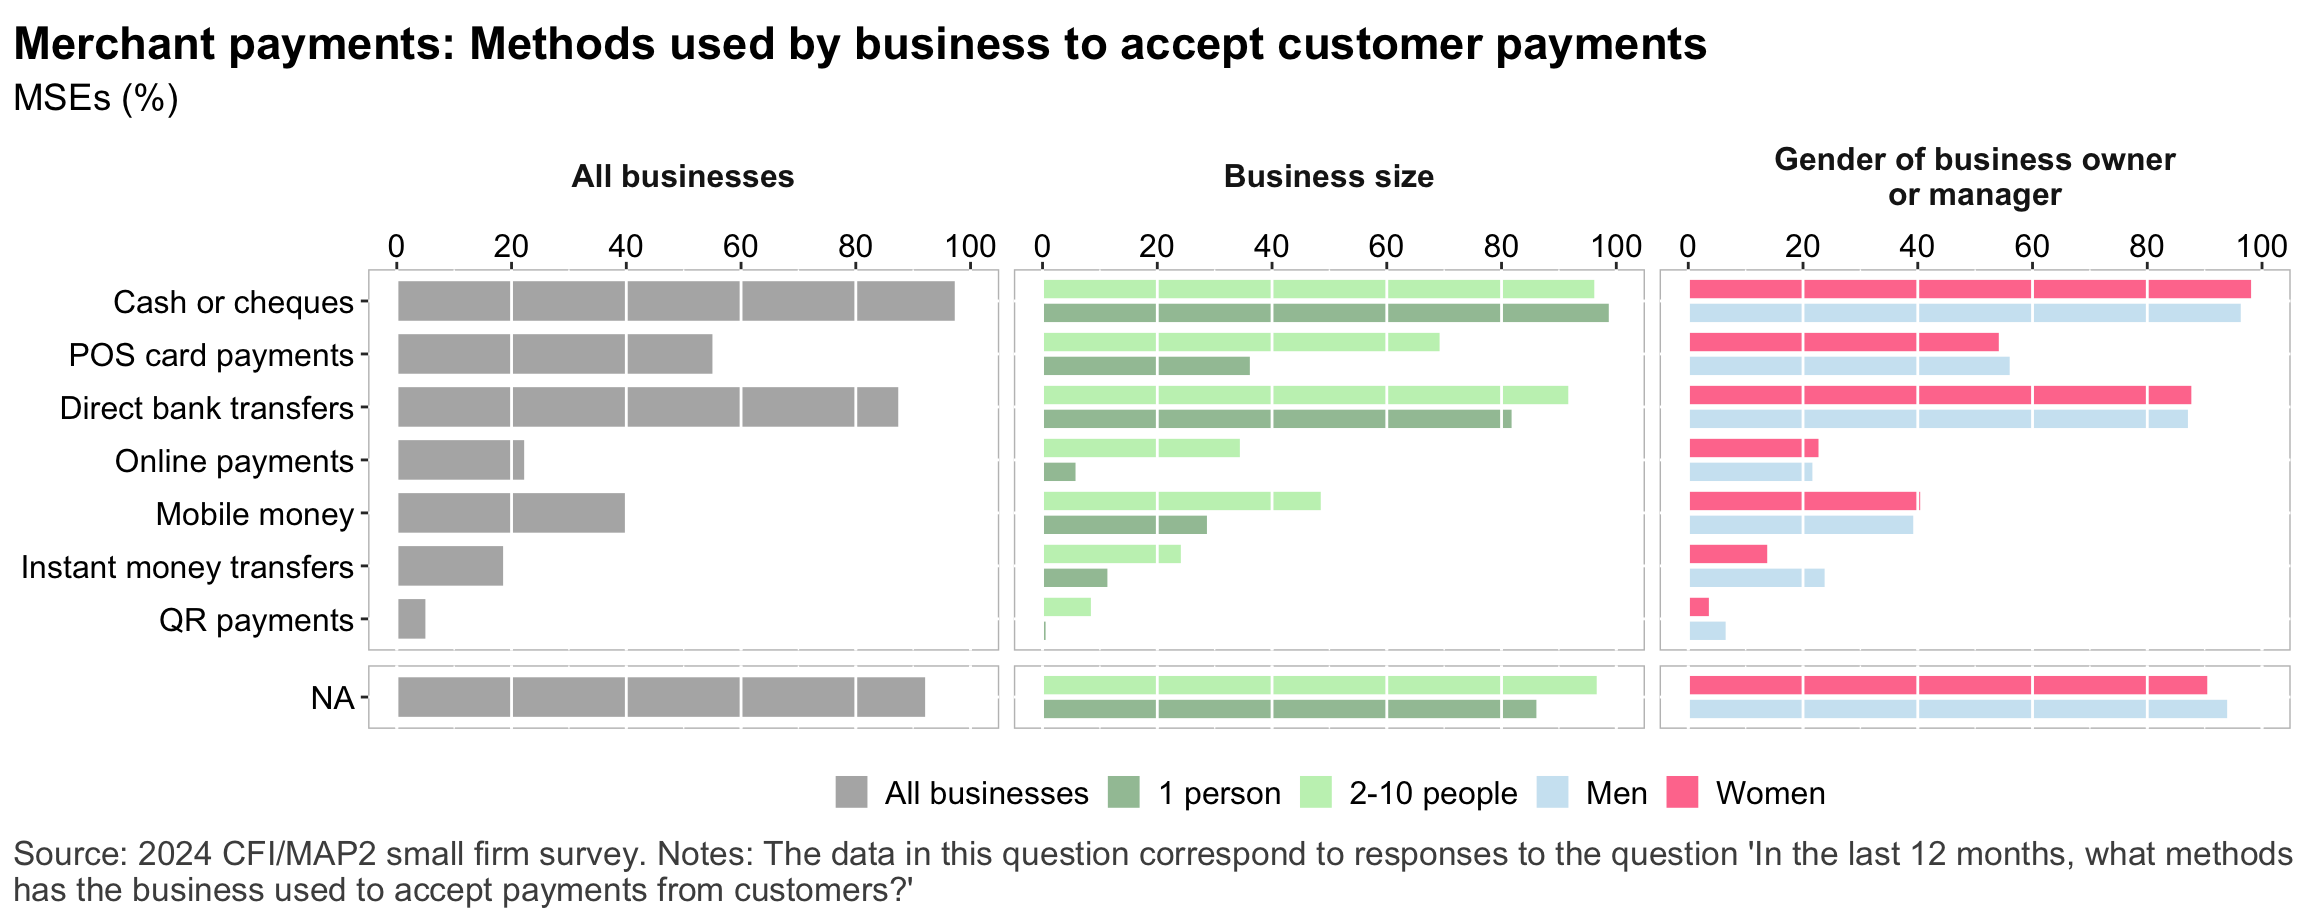 Merchant payments: Methods used by business to accept customer payments
MSEs (%)
All businesses
Business size
Gender of business owner
or manager
0 20 40 60 80 100
0 20 40 60 80 100
0 20 40 60 80 100
Cash or cheques
POS card payments
Direct bank transfers
Online payments
Mobile money
Instant money transfers
QR payments
NA
All businesses 1 person 2-10 people Men Women
Source: 2024 CFI/MAP2 small firm survey. Notes: The data in this question correspond to responses to the question 'In the last 12 months, what methods
has the business used to accept payments from customers?'